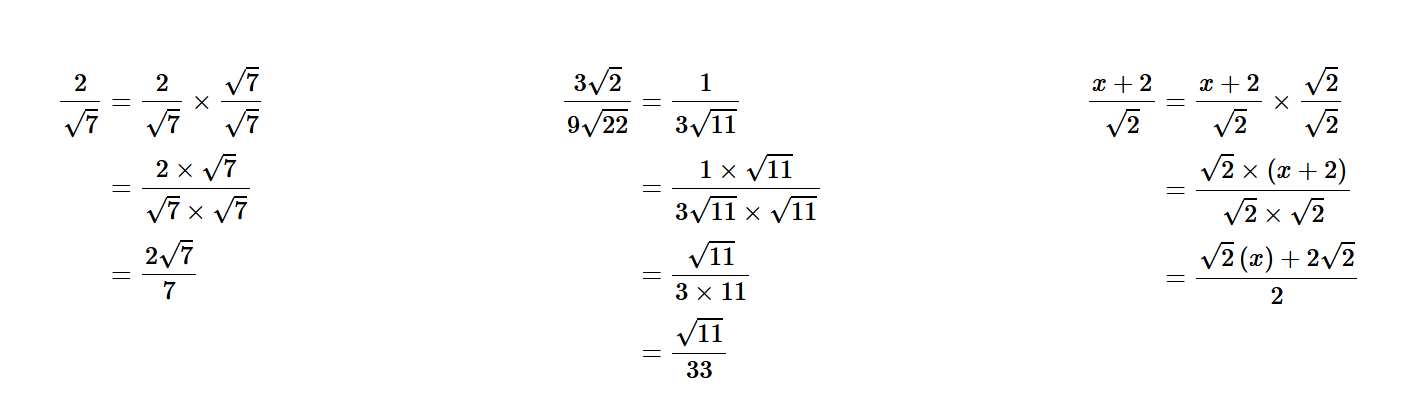 2/√7 = 2/√7 × √7/√7
= (2 × √7)/(√7 × √7)
= 2√7/7
3√2/9√22 = 1/3√11
= (1 × √11)/(3√11 × √11)
= √11/(3 × 11)
= √11/33
(x + 2)/√2 = (x + 2)/√2 × √2/√2
= (√2 × (x + 2))/(√2 × √2)
= (√2 (x) + 2√2)/2